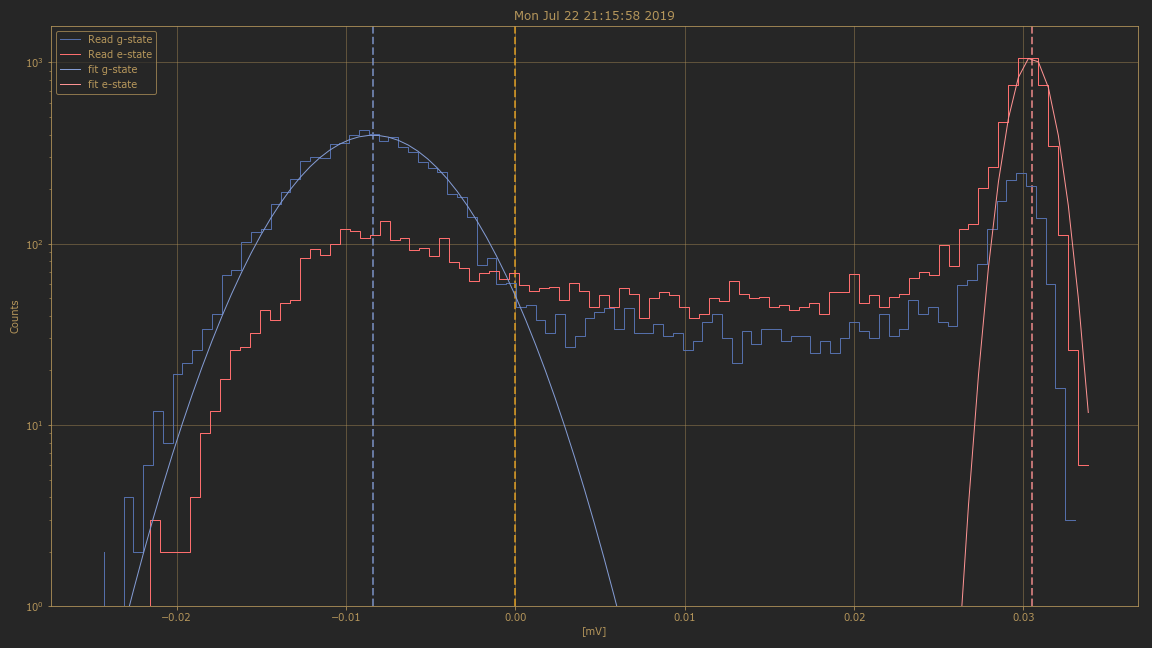 Mon Jul 22 21:15:58 2019
Read g-state
Read e-state
fit g-state
fit e-state
10³
10²
10¹
10⁰
Counts
−0.02
−0.01
0.00
0.01
0.02
0.03
[mV]